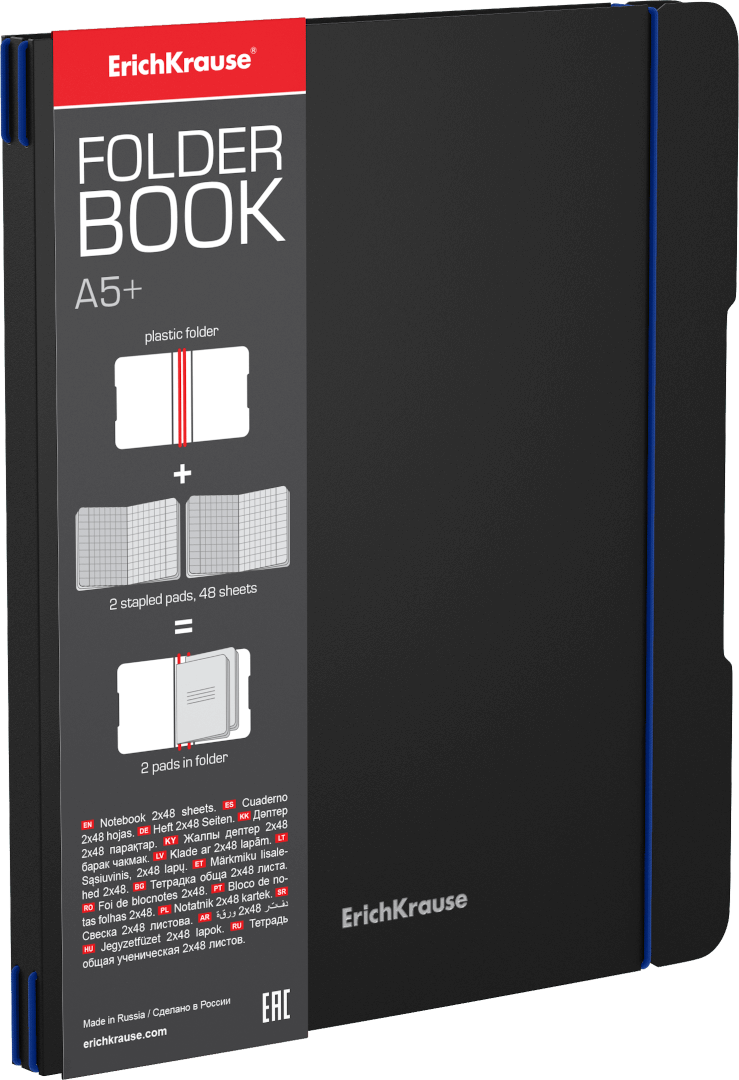 ErichKrause®
FOLDER
BOOK
A5+
plastic folder
+
2 stapled pads, 48 sheets
=
2 pads in folder
EN Notebook 2x48 sheets. ES Cuaderno
2x48 hojas. DE Heft 2x48 Seiten. KK Дәптер
2x48 парақтар. KY Жалпы дептер 2x48
барак чакмак. LV Klade ar 2x48 lapām. LT
Sąsiuvinis, 2x48 lapų. ET Märkmiku lisale-
hed 2x48. BG Тетрадка обща 2x48 листа.
RO Foi de blocnotes 2x48. PT Bloco de no-
tas folhas 2x48. PL Notatnik 2x48 kartek. SR
Свеска 2x48 листова. AR دفتر 2x48 ورقة
HU Jegyzetfüzet 2x48 lapok. RU Тетрадь
общая ученическая 2x48 листов.
Made in Russia / Сделано в России
erichkrause.com
EAC
ErichKrause